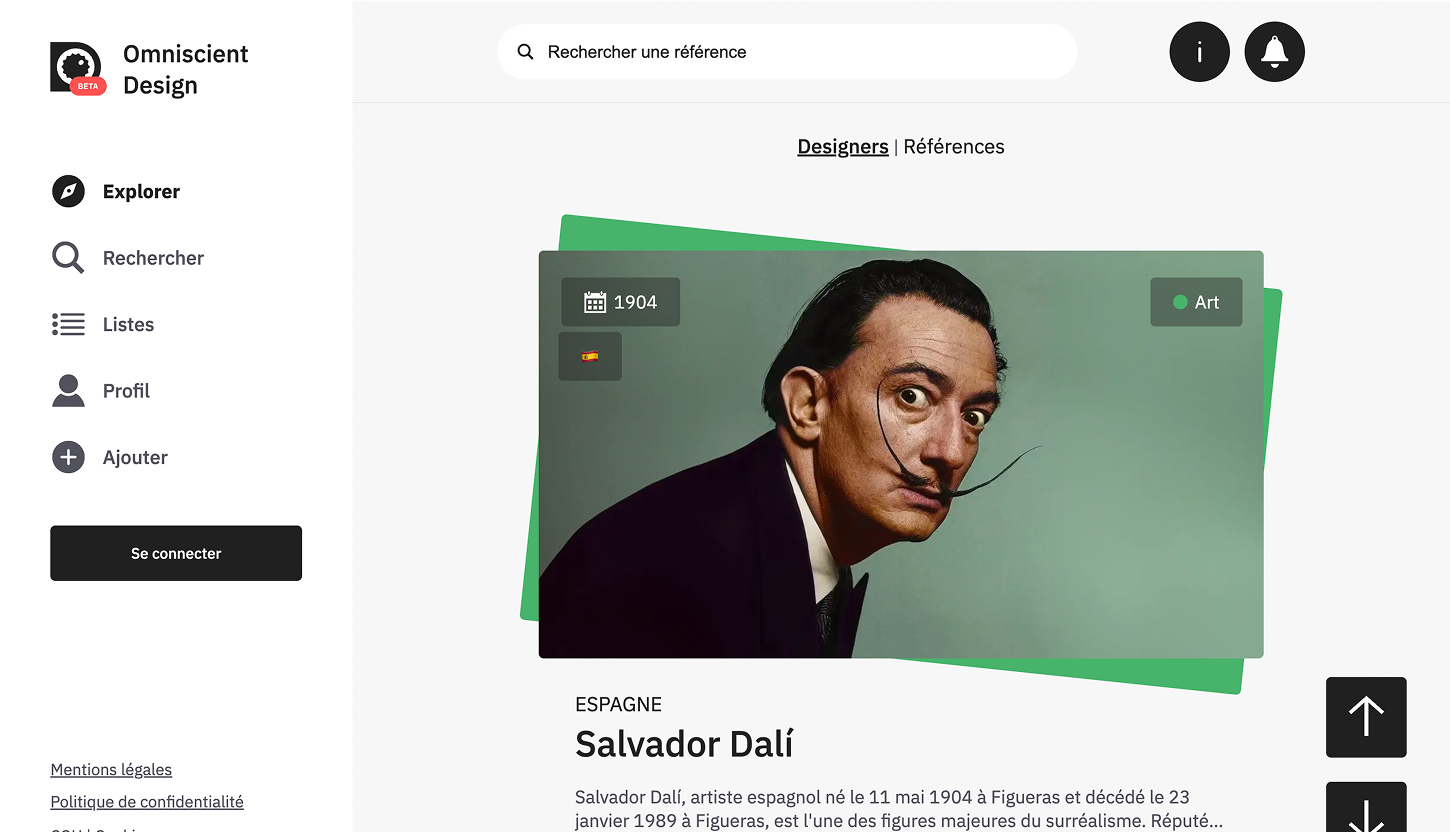 Omniscient
Design
BETA
Rechercher une référence
i
Designers | Références
Explorer
Rechercher
Listes
Profil
Ajouter
Se connecter
1904
Art
ESPAGNE
Salvador Dalí
Salvador Dalí, artiste espagnol né le 11 mai 1904 à Figueras et décédé le 23
janvier 1989 à Figueras, est l'une des figures majeures du surréalisme. Réputé...
Mentions légales
Politique de confidentialité